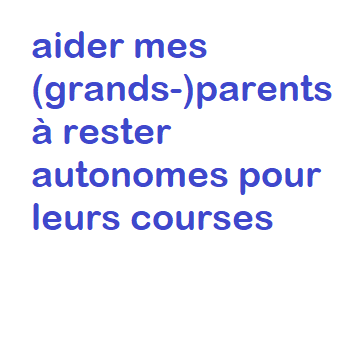 aider mes
(grands-)parents
à rester
autonomes pour
leurs courses